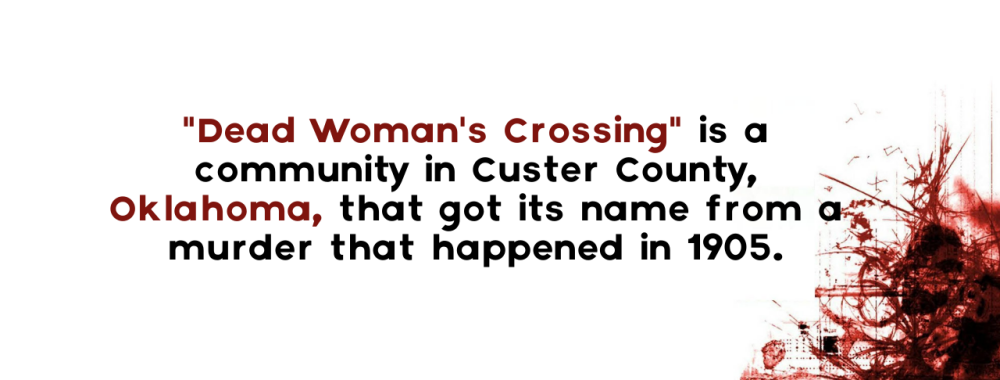 "Dead Woman's Crossing" is a
community in Custer County,
Oklahoma, that got its name from a
murder that happened in 1905.